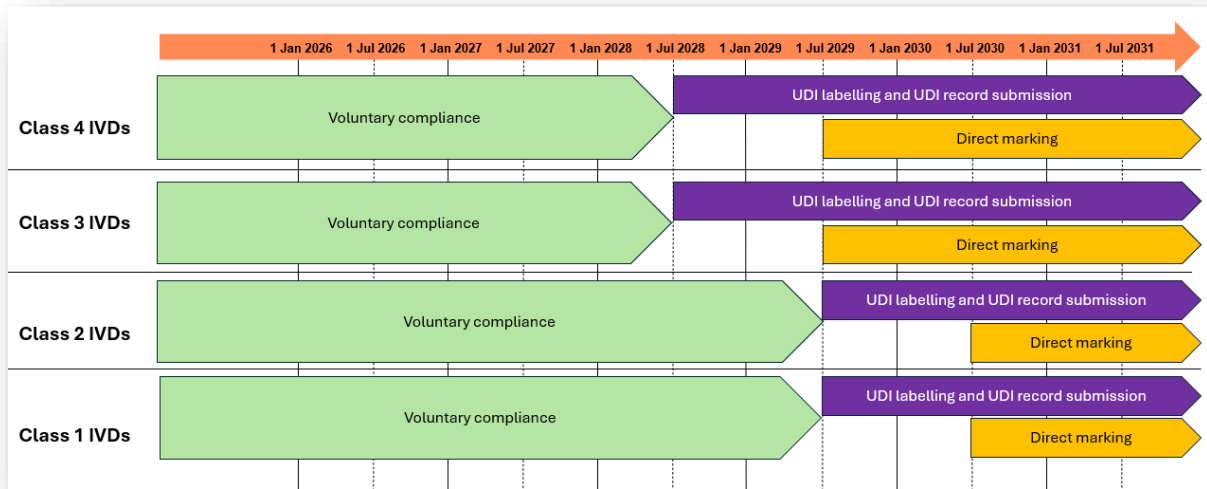 1 Jan 2026 1 Jul 2026 1 Jan 2027 1 Jul 2027 1 Jan 2028 1 Jul 2028 1 Jan 2029 1 Jul 2029 1 Jan 2030 1 Jul 2030 1 Jan 2031 1 Jul 2031
Class 4 IVDs
Voluntary compliance
UDI labelling and UDI record submission
Direct marking
Class 3 IVDs
Voluntary compliance
UDI labelling and UDI record submission
Direct marking
Class 2 IVDs
Voluntary compliance
UDI labelling and UDI record submission
Direct marking
Class 1 IVDs
Voluntary compliance
UDI labelling and UDI record submission
Direct marking